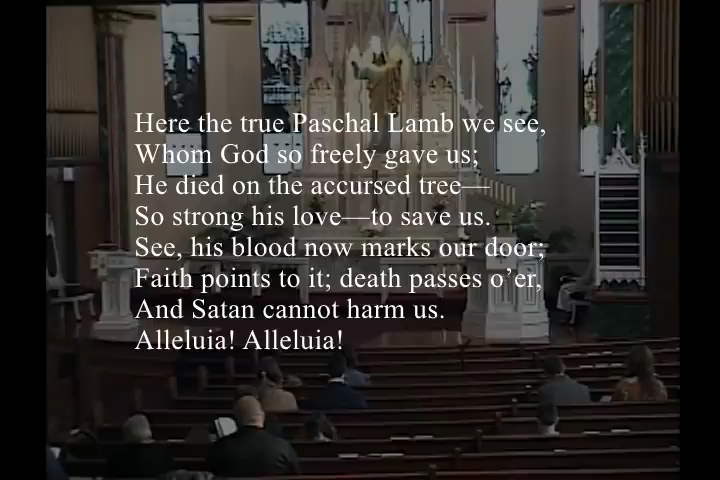 Here the true Paschal Lamb we see,
Whom God so freely gave us;
He died on the accursed tree—
So strong his love—to save us.
See, his blood now marks our door;
Faith points to it; death passes o’er,
And Satan cannot harm us.
Alleluia! Alleluia!